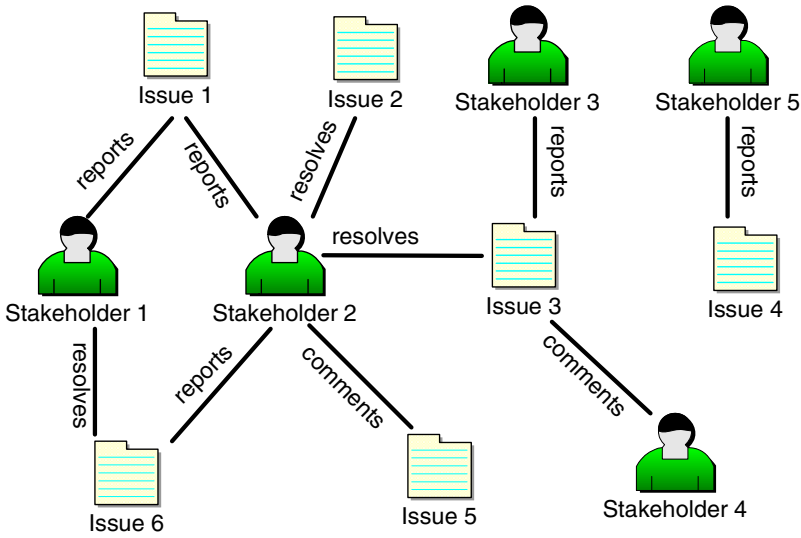 Issue 1
Issue 2
Stakeholder 3
Stakeholder 5
reports
reports
resolves
reports
reports
resolves
Stakeholder 1
Stakeholder 2
Issue 3
Issue 4
resolves
reports
comments
comments
Issue 6
Issue 5
Stakeholder 4